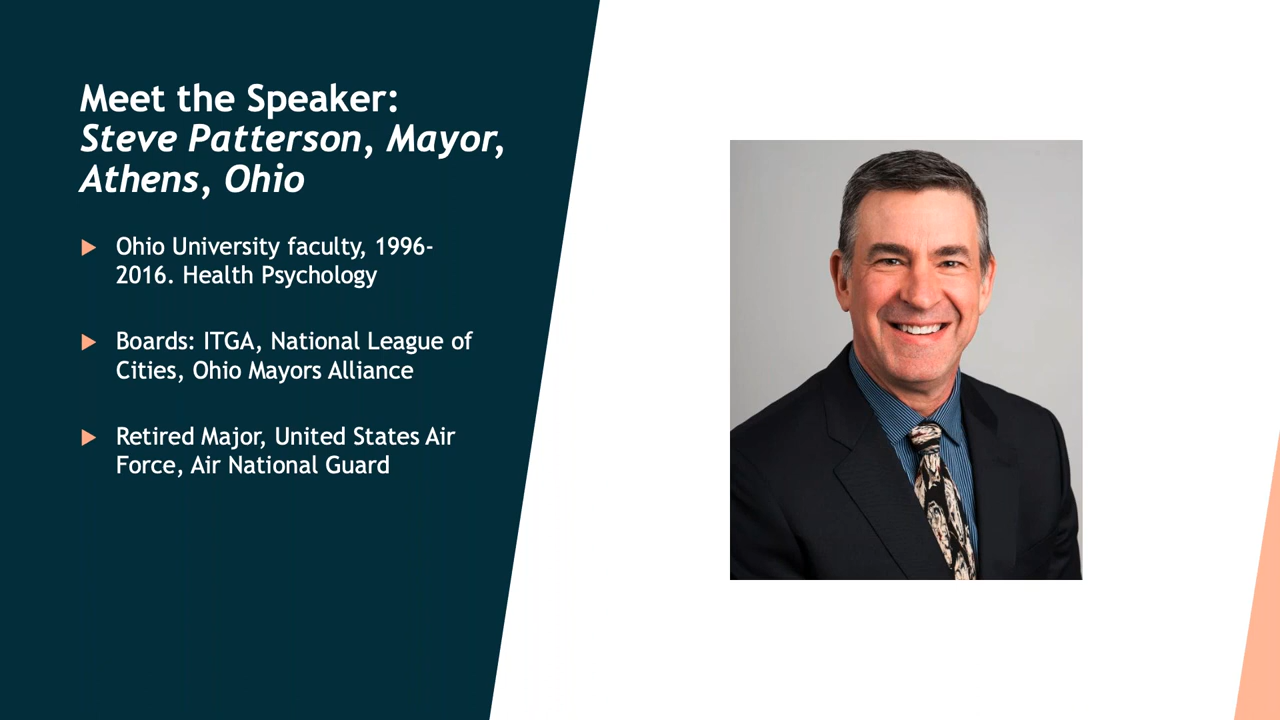 Meet the Speaker:
Steve Patterson, Mayor,
Athens, Ohio
Ohio University faculty, 1996-
2016. Health Psychology
Boards: ITGA, National League of
Cities, Ohio Mayors Alliance
Retired Major, United States Air
Force, Air National Guard